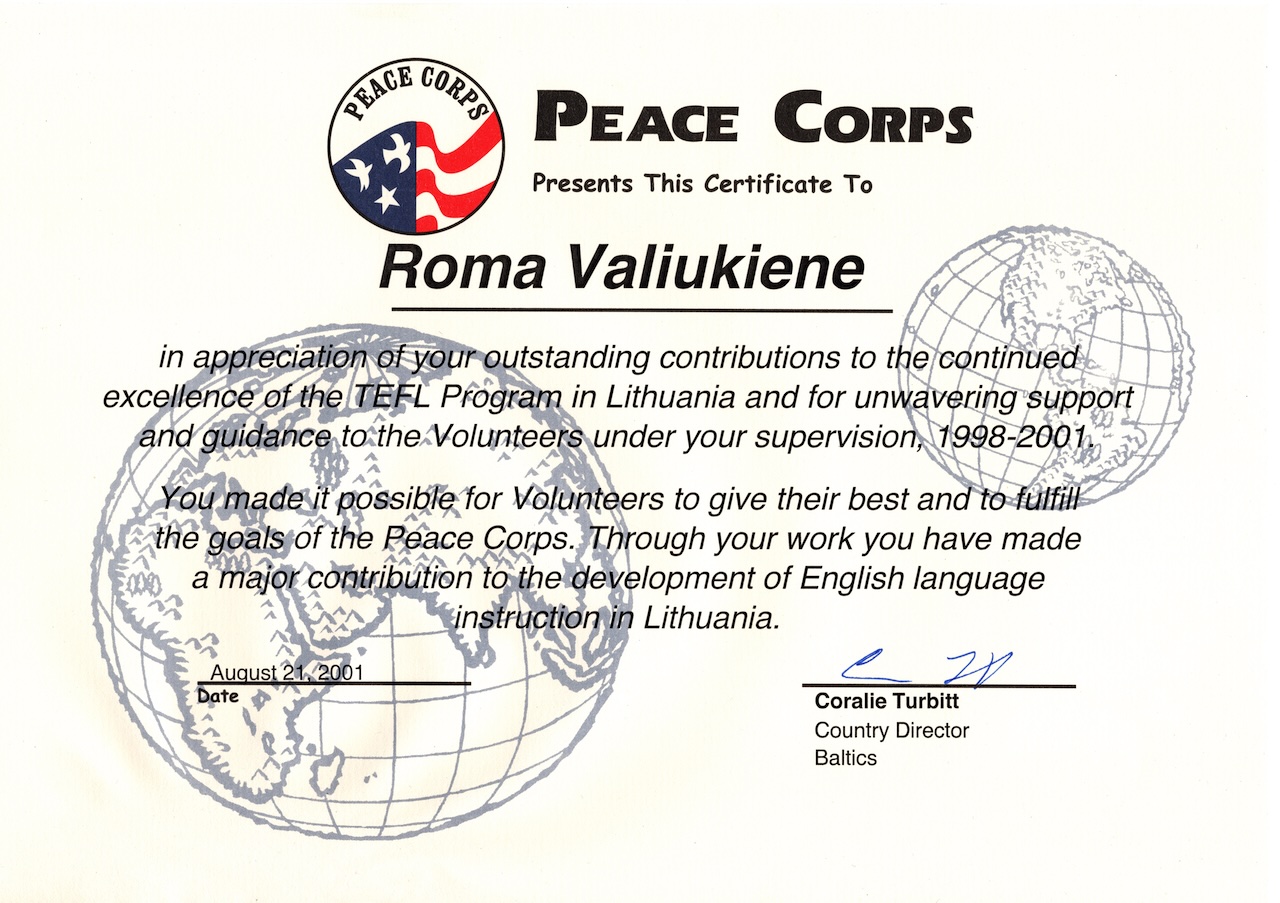 PEACE CORPS
PEACE CORPS
Presents This Certificate To
Roma Valiukiene
in appreciation of your outstanding contributions to the continued
excellence of the TEFL Program in Lithuania and for unwavering support
and guidance to the Volunteers under your supervision, 1998-2001.
You made it possible for Volunteers to give their best and to fulfill
the goals of the Peace Corps. Through your work you have made
a major contribution to the development of English language
instruction in Lithuania.
August 21, 2001
Date
Coralie Turbitt
Country Director
Baltics